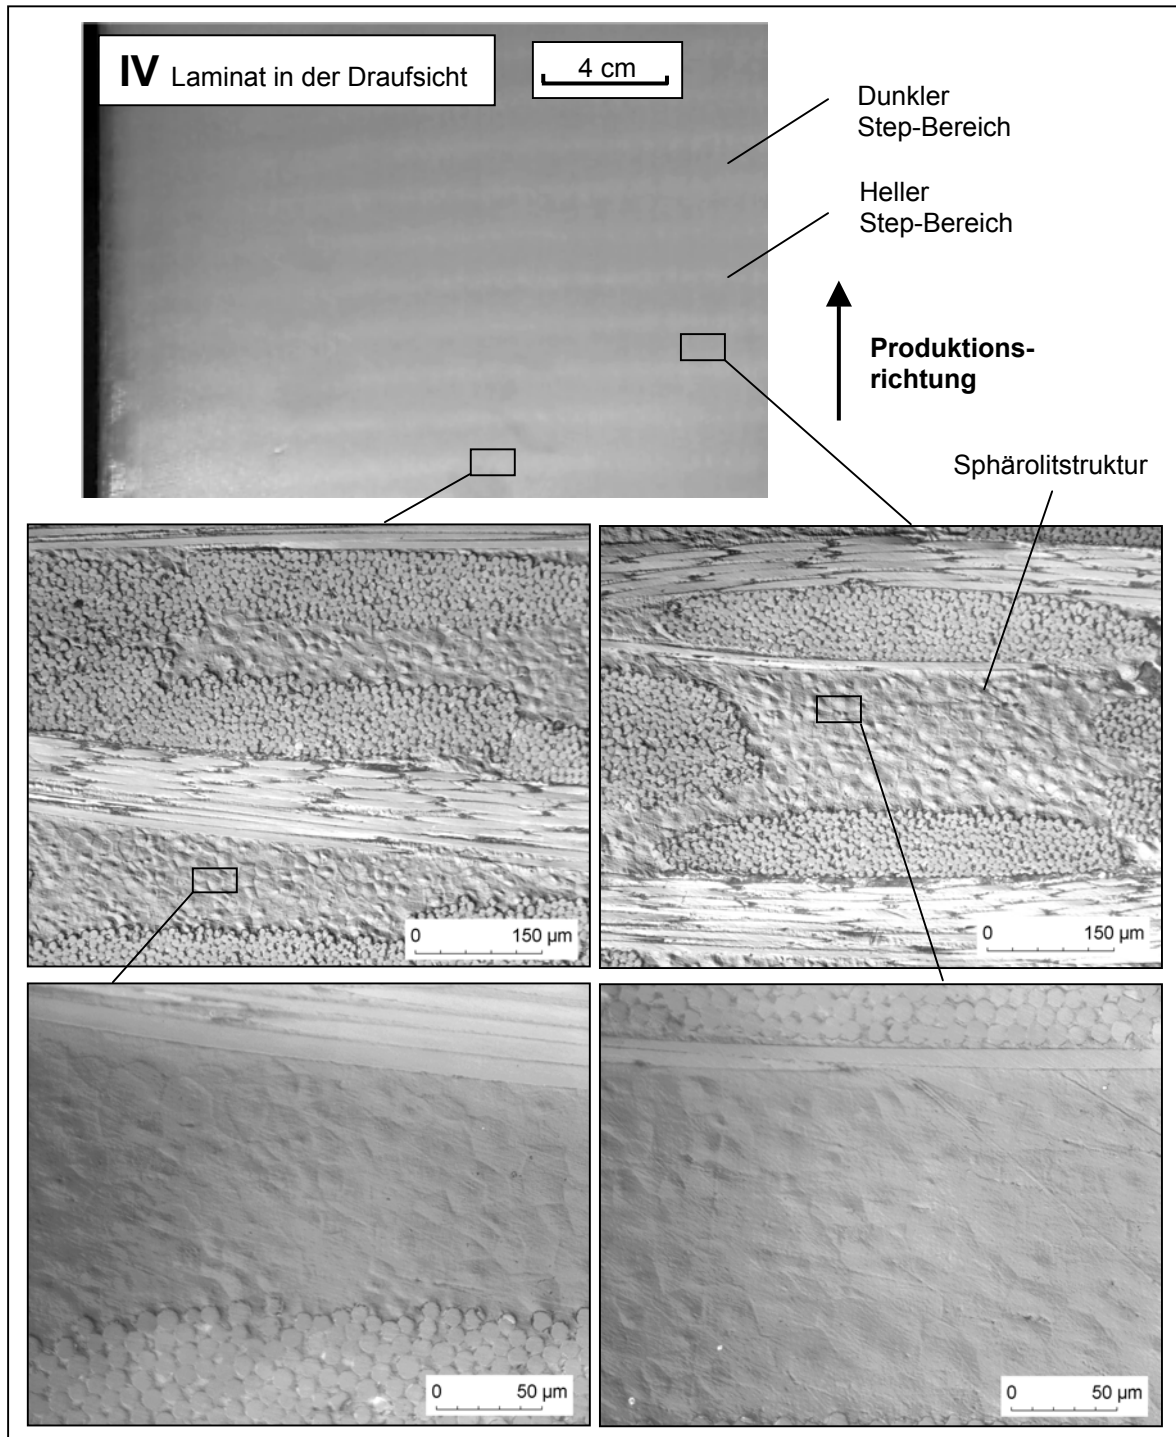 IV Laminat in der Draufsicht
4 cm
Dunkler
Step-Bereich
Heller
Step-Bereich
Produktions-
richtung
Sphärolitstruktur
0 150 µm
0 150 µm
0 50 µm
0 50 µm